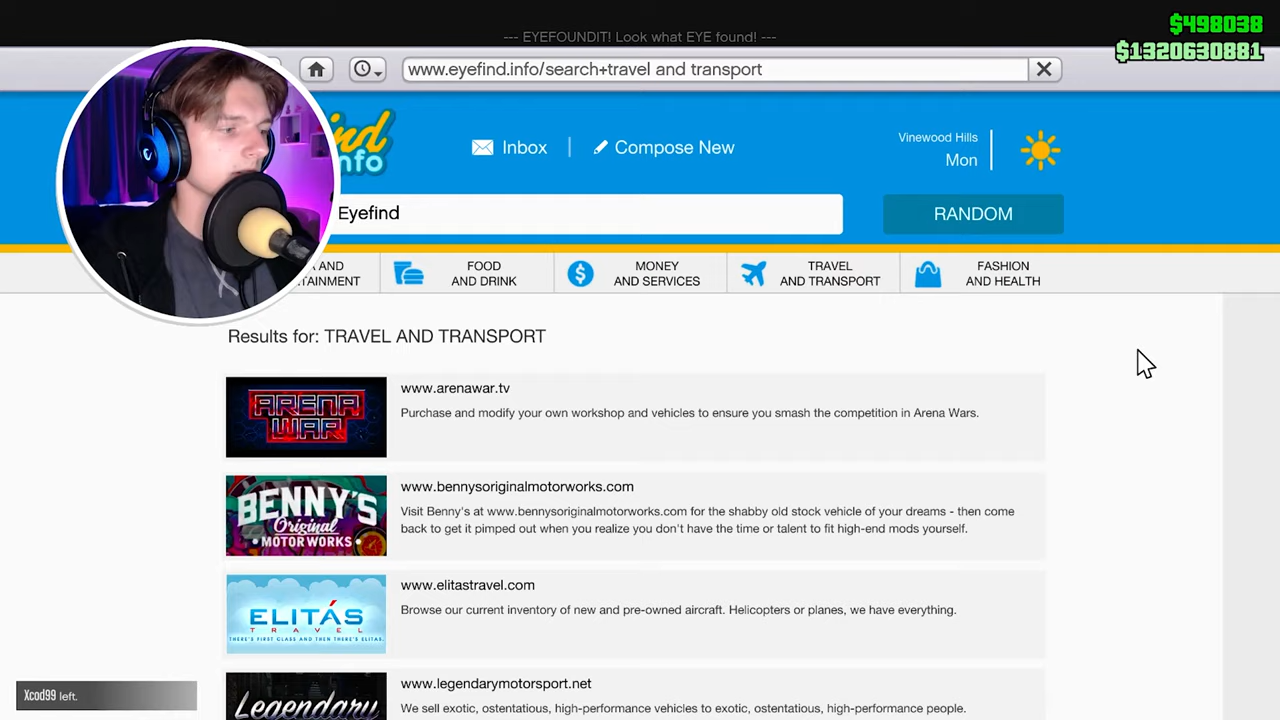 $498038
--- EYEFOUNDIT! Look what EYE found! ---
$1320630881
www.eyefind.info/search+travel and transport
ind
info
Inbox
Compose New
Vinewood Hills
Mon
Eyefind
RANDOM
A AND
TAINMENT
FOOD
AND DRINK
MONEY
AND SERVICES
TRAVEL
AND TRANSPORT
FASHION
AND HEALTH
Results for: TRAVEL AND TRANSPORT
ARENA
WAR
www.arenawar.tv
Purchase and modify your own workshop and vehicles to ensure you smash the competition in Arena Wars.
BENNY'S
Original
MOTOR WORKS
www.bennysoriginalmotorworks.com
Visit Benny's at www.bennysoriginalmotorworks.com for the shabby old stock vehicle of your dreams - then come
back to get it pimped out when you realize you don't have the time or talent to fit high-end mods yourself.
ELITÁS
TRAVEL
THERE'S FIRST CLASS AND THEN THERE'S ELITAS.
www.elitastravel.com
Browse our current inventory of new and pre-owned aircraft. Helicopters or planes, we have everything.
Legendary
www.legendarymotorsport.net
We sell exotic, ostentatious, high-performance vehicles to exotic, ostentatious, high-performance people.
Xcod99 left.